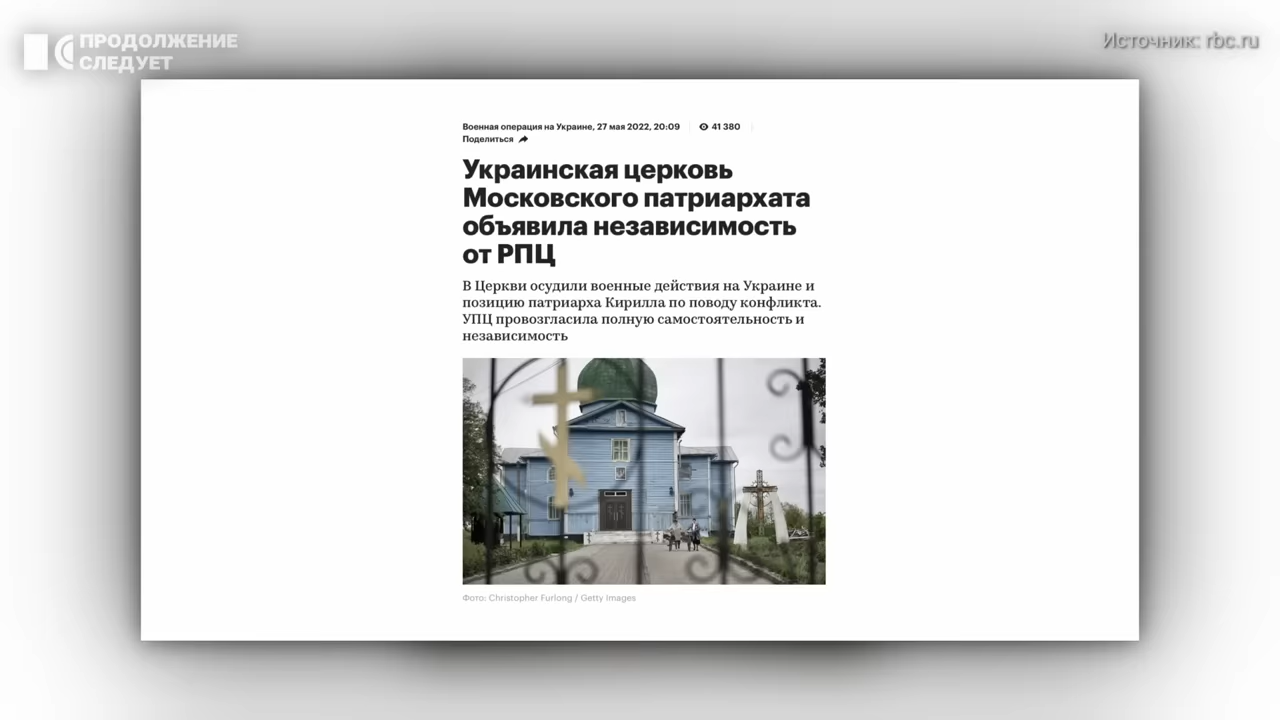 ПРОДОЛЖЕНИЕ
СЛЕДУЕТ
Источник: rbc.ru
Военная операция на Украине, 27 мая 2022, 20:09 41 380
Поделиться
Украинская церковь
Московского патриархата
объявила независимость
от РПЦ
В Церкви осудили военные действия на Украине и
позицию патриарха Кирилла по поводу конфликта.
УПЦ провозгласила полную самостоятельность и
независимость
Фото: Christopher Furlong / Getty Images